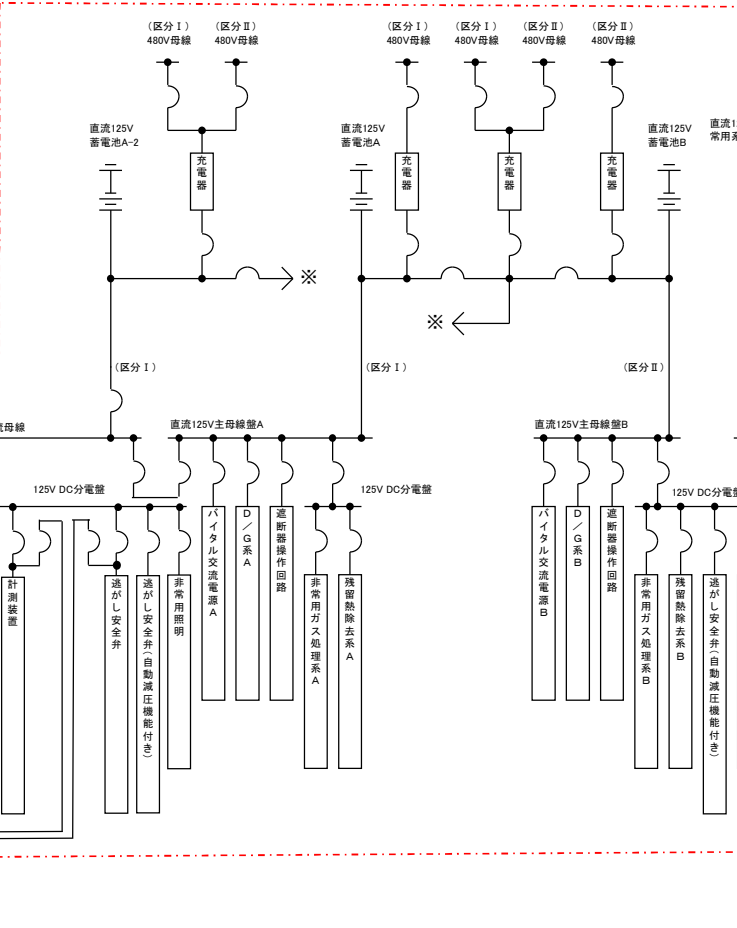 （区分Ⅰ）
480V母線
（区分Ⅱ）
480V母線
（区分Ⅰ）
480V母線
（区分Ⅰ）
480V母線
（区分Ⅱ）
480V母線
（区分Ⅱ）
480V母線
直流125V
蓄電池A-2
直流125V
蓄電池A
直流125V
蓄電池B
充電器
充電器
充電器
充電器
※
※
（区分Ⅰ）
（区分Ⅰ）
（区分Ⅱ）
母線
直流125V主母線盤A
直流125V主母線盤B
125V DC分電盤
125V DC分電盤
125V DC分電盤
計測装置
逃がし安全弁
逃がし安全弁（自動減圧機能付き）
非常用照明
バイタル交流電源A
D／G系A
遮断器操作回路
非常用ガス処理系A
残留熱除去系A
バイタル交流電源B
D／G系B
遮断器操作回路
非常用ガス処理系B
残留熱除去系B
逃がし安全弁（自動減圧機能付き）